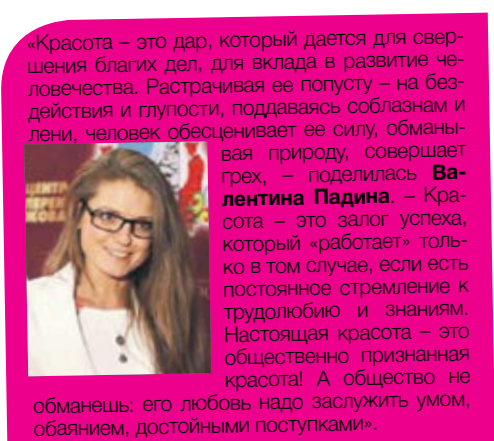 «Красота – это дар, который дается для свер-
шения благих дел, для вклада в развитие че-
ловечества. Растрачивая ее попусту – на без-
действия и глупости, поддаваясь соблазнам и
лени, человек обесценивает ее силу, обманы-
вая природу, совершает
грех, – поделилась Ва-
лентина Падина. – Кра-
сота – это залог успеха,
который «работает» толь-
ко в том случае, если есть
постоянное стремление к
трудолюбию и знаниям.
Настоящая красота – это
общественно признанная
красота! А общество не
обманешь: его любовь надо заслужить умом,
обаянием, достойными поступками».
ЦЕНТР